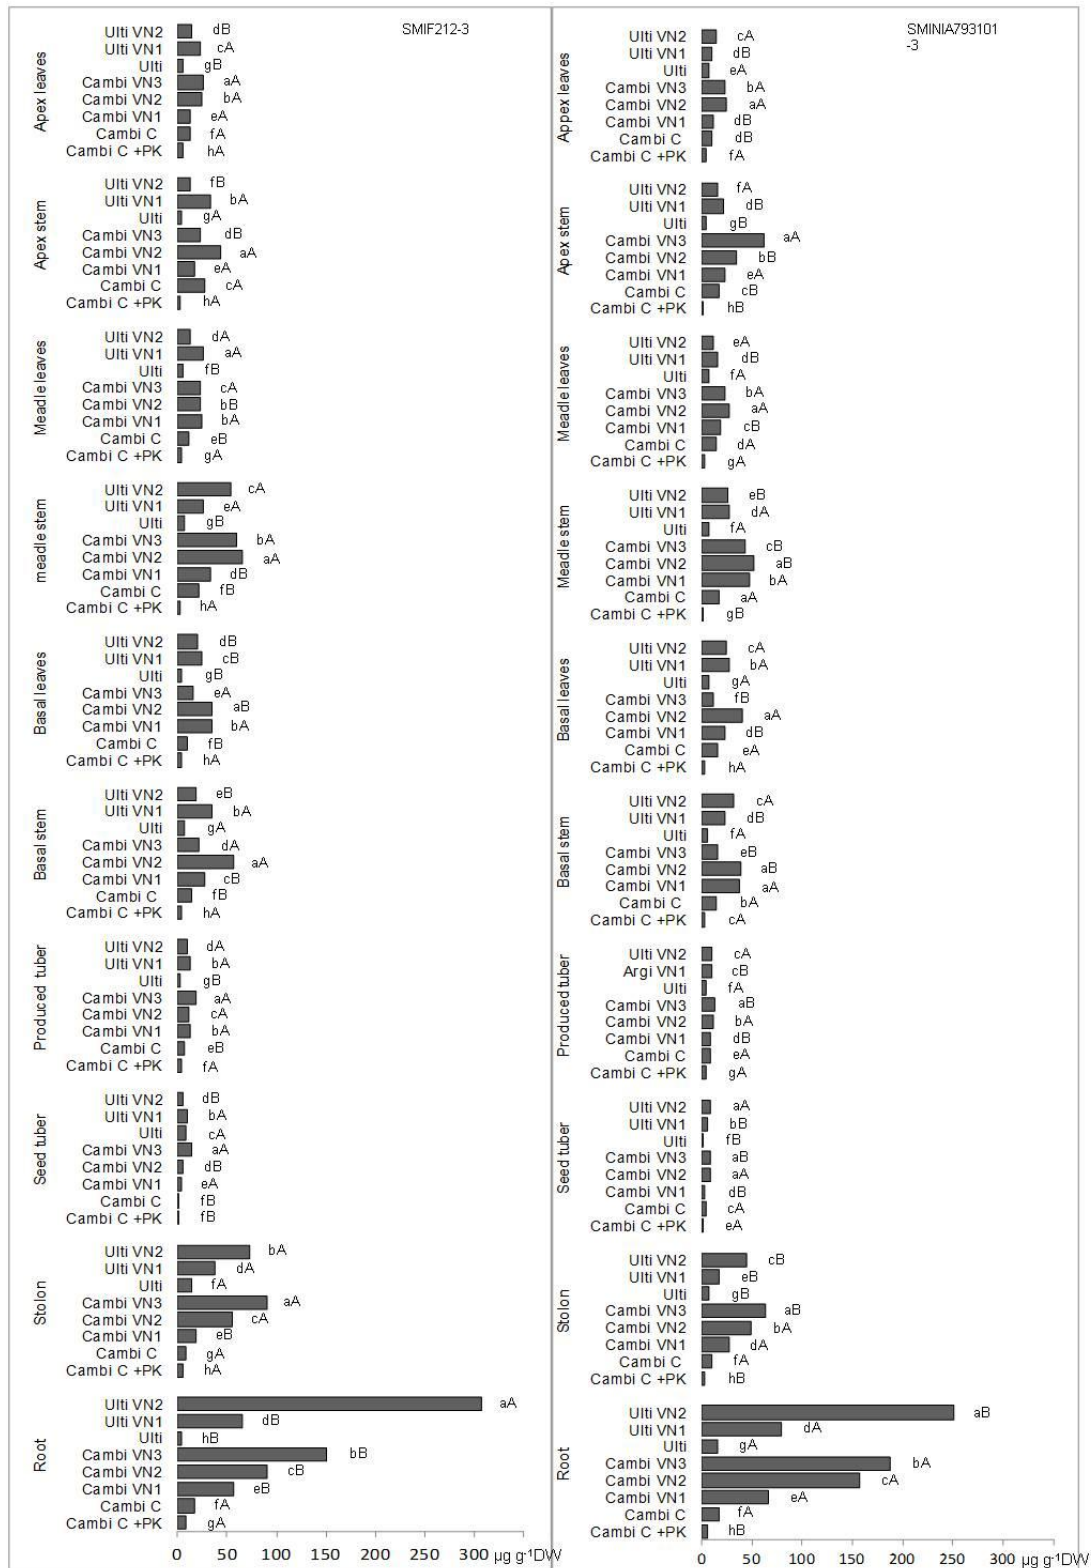 SMIF212-3
Apex leaves
Ulti VN2 dB
Ulti VN1 cA
Ulti gB
Cambi VN3 aA
Cambi VN2 bA
Cambi VN1 eA
Cambi C fA
Cambi C +PK hA
Apex stem
Ulti VN2 fB
Ulti VN1 bA
Ulti gA
Cambi VN3 dB
Cambi VN2 aA
Cambi VN1 eA
Cambi C cA
Cambi C +PK hA
Meadle leaves
Ulti VN2 dA
Ulti VN1 aA
Ulti fB
Cambi VN3 cA
Cambi VN2 bB
Cambi VN1 bA
Cambi C eB
Cambi C +PK gA
meadle stem
Ulti VN2 cA
Ulti VN1 eA
Ulti gB
Cambi VN3 bA
Cambi VN2 aA
Cambi VN1 dB
Cambi C fB
Cambi C +PK hA
Basal leaves
Ulti VN2 dB
Ulti VN1 cB
Ulti gB
Cambi VN3 eA
Cambi VN2 aB
Cambi VN1 bA
Cambi C fB
Cambi C +PK hA
Basal stem
Ulti VN2 eB
Ulti VN1 bA
Ulti gA
Cambi VN3 dA
Cambi VN2 aA
Cambi VN1 cB
Cambi C fB
Cambi C +PK hA
Produced tuber
Ulti VN2 dA
Ulti VN1 bA
Ulti gB
Cambi VN3 aA
Cambi VN2 cA
Cambi VN1 bA
Cambi C eB
Cambi C +PK fA
Seed tuber
Ulti VN2 dB
Ulti VN1 bA
Ulti cA
Cambi VN3 aA
Cambi VN2 dB
Cambi VN1 eA
Cambi C fB
Cambi C +PK fB
Stolon
Ulti VN2 bA
Ulti VN1 dA
Ulti fA
Cambi VN3 aA
Cambi VN2 cA
Cambi VN1 eB
Cambi C gA
Cambi C +PK hA
Root
Ulti VN2 aA
Ulti VN1 dB
Ulti hB
Cambi VN3 bB
Cambi VN2 cB
Cambi VN1 eB
Cambi C fA
Cambi C +PK gA
0 50 100 150 200 250 300 µg g-1DW
SMINIA793101
-3
Appex leaves
Ulti VN2 cA
Ulti VN1 dB
Ulti eA
Cambi VN3 bA
Cambi VN2 aA
Cambi VN1 dB
Cambi C dB
Cambi C +PK fA
Apex stem
Ulti VN2 fA
Ulti VN1 dB
Ulti gB
Cambi VN3 aA
Cambi VN2 bB
Cambi VN1 eA
Cambi C cB
Cambi C +PK hB
Meadle leaves
Ulti VN2 eA
Ulti VN1 dB
Ulti fA
Cambi VN3 bA
Cambi VN2 aA
Cambi VN1 cB
Cambi C dA
Cambi C +PK gA
Meadle stem
Ulti VN2 eB
Ulti VN1 dA
Ulti fA
Cambi VN3 cB
Cambi VN2 aB
Cambi VN1 bA
Cambi C aA
Cambi C +PK gB
Basal leaves
Ulti VN2 cA
Ulti VN1 bA
Ulti gA
Cambi VN3 fB
Cambi VN2 aA
Cambi VN1 dB
Cambi C eA
Cambi C +PK hA
Basal stem
Ulti VN2 cA
Ulti VN1 dB
Ulti fA
Cambi VN3 eB
Cambi VN2 aB
Cambi VN1 aA
Cambi C bA
Cambi C +PK cA
Produced tuber
Ulti VN2 cA
Argi VN1 cB
Ulti fA
Cambi VN3 aB
Cambi VN2 bA
Cambi VN1 dB
Cambi C eA
Cambi C +PK gA
Seed tuber
Ulti VN2 aA
Ulti VN1 bB
Ulti fB
Cambi VN3 aB
Cambi VN2 aA
Cambi VN1 dB
Cambi C cA
Cambi C +PK eA
Stolon
Ulti VN2 cB
Ulti VN1 eB
Ulti gB
Cambi VN3 aB
Cambi VN2 bA
Cambi VN1 dA
Cambi C fA
Cambi C +PK hB
Root
Ulti VN2 aB
Ulti VN1 dA
Ulti gA
Cambi VN3 bA
Cambi VN2 cA
Cambi VN1 eA
Cambi C fA
Cambi C +PK hB
0 50 100 150 200 250 300 µg g-1DW